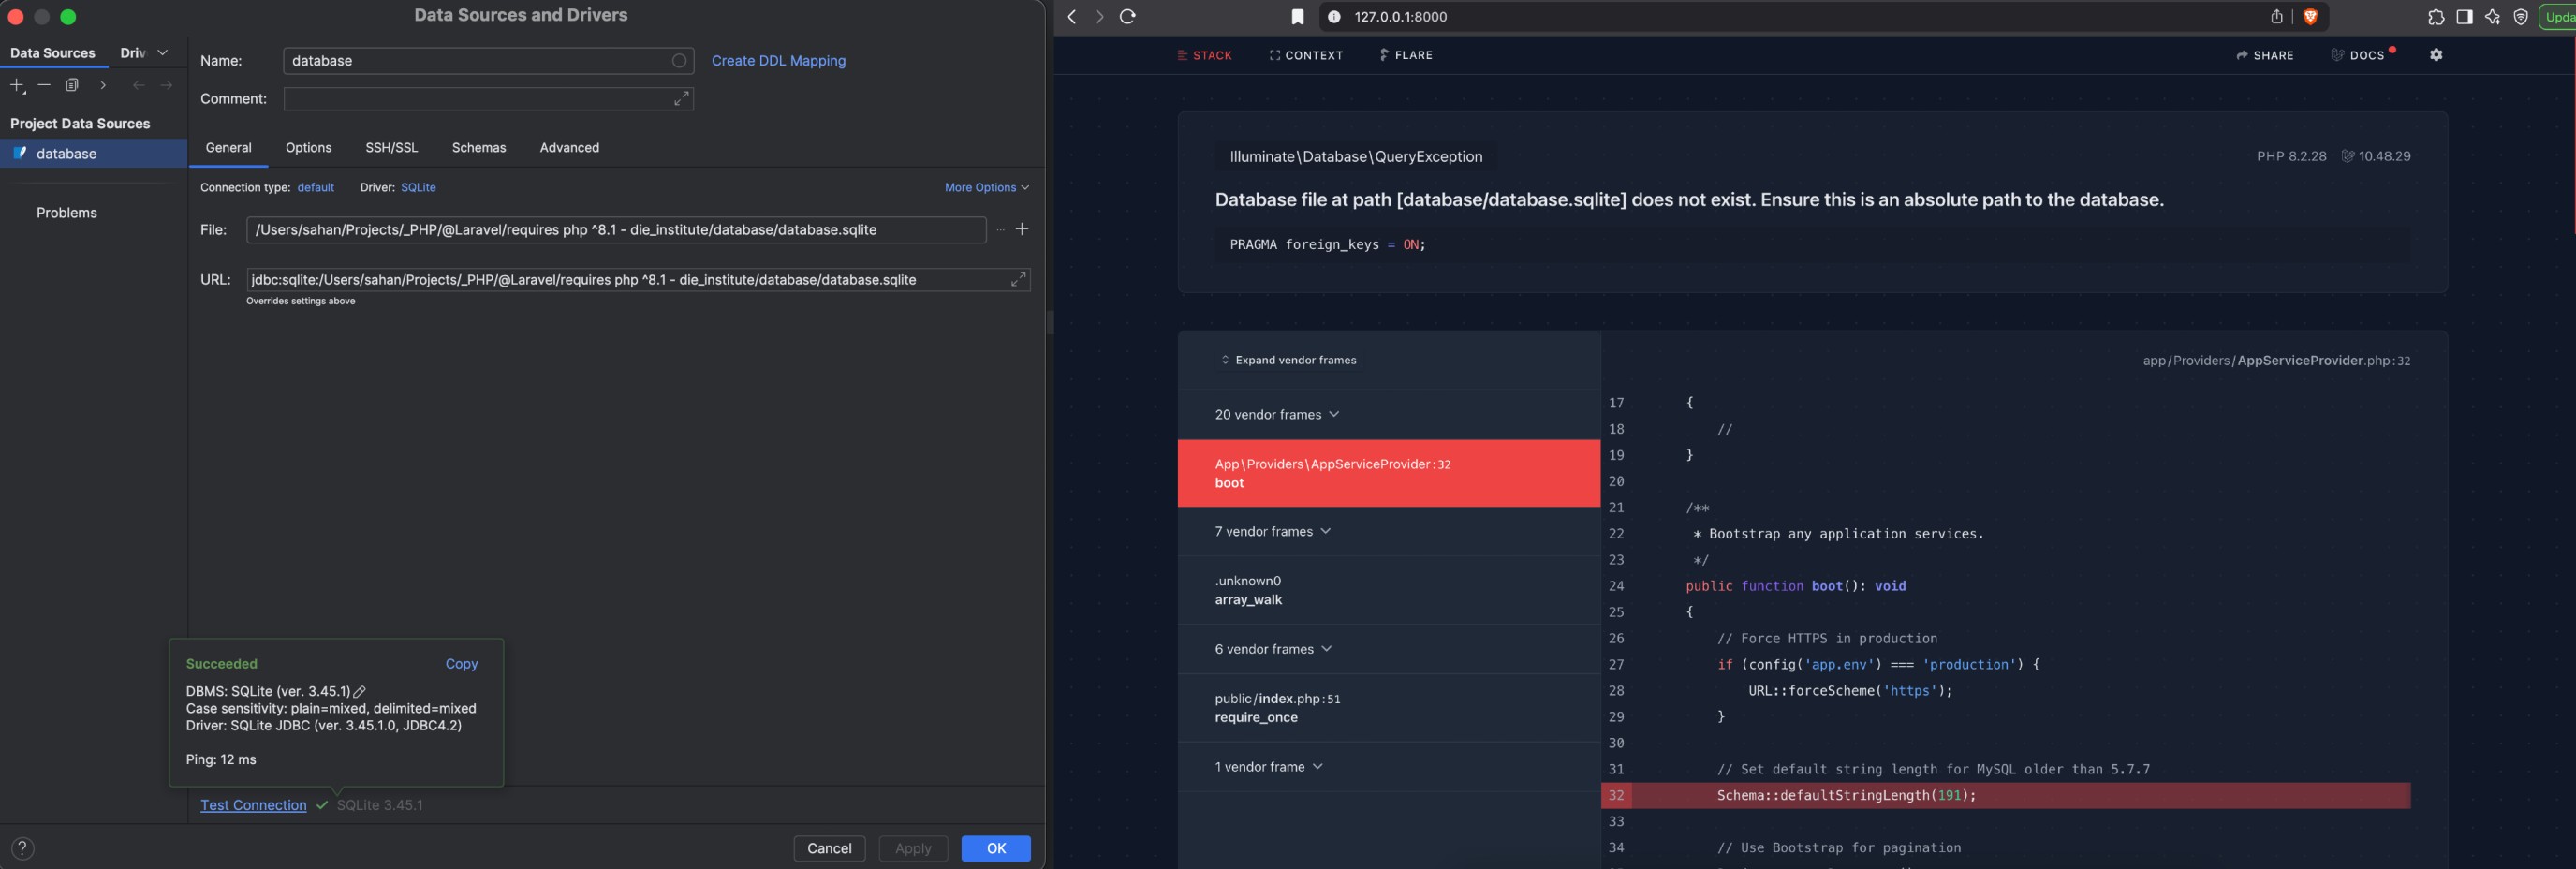 Data Sources and Drivers
Data Sources
Name:
database
Create DDL Mapping
Comment:
Project Data Sources
database
Problems
General
Options
SSH/SSL
Schemas
Advanced
Connection type: default
Driver: SQLite
More Options
File:
/Users/sahan/Projects/_PHP/@Laravel/requires php ^8.1 - die_institute/database/database.sqlite
URL:
jdbc:sqlite:/Users/sahan/Projects/_PHP/@Laravel/requires php ^8.1 - die_institute/database/database.sqlite
Overrides settings above
Succeeded
Copy
DBMS: SQLite (ver. 3.45.1)
Case sensitivity: plain=mixed, delimited=mixed
Driver: SQLite JDBC (ver. 3.45.1.0, JDBC4.2)
Ping: 12 ms
Test Connection
SQLite 3.45.1
?
Cancel
Apply
OK
127.0.0.1:8000
STACK
CONTEXT
FLARE
SHARE
DOCS
Illuminate\Database\QueryException
PHP 8.2.28
10.48.29
Database file at path [database/database.sqlite] does not exist. Ensure this is an absolute path to the database.
PRAGMA foreign_keys = ON;
Expand vendor frames
20 vendor frames
App\Providers\AppServiceProvider:32
boot
7 vendor frames
.unknown0
array_walk
6 vendor frames
public/index.php:51
require_once
1 vendor frame
app/Providers/AppServiceProvider.php:32
17 {
18 //
19 }
20
21 /**
22 * Bootstrap any application services.
23 */
24 public function boot(): void
25 {
26 // Force HTTPS in production
27 if (config('app.env') === 'production') {
28 URL::forceScheme('https');
29 }
30
31 // Set default string length for MySQL older than 5.7.7
32 Schema::defaultStringLength(191);
33
34 // Use Bootstrap for pagination